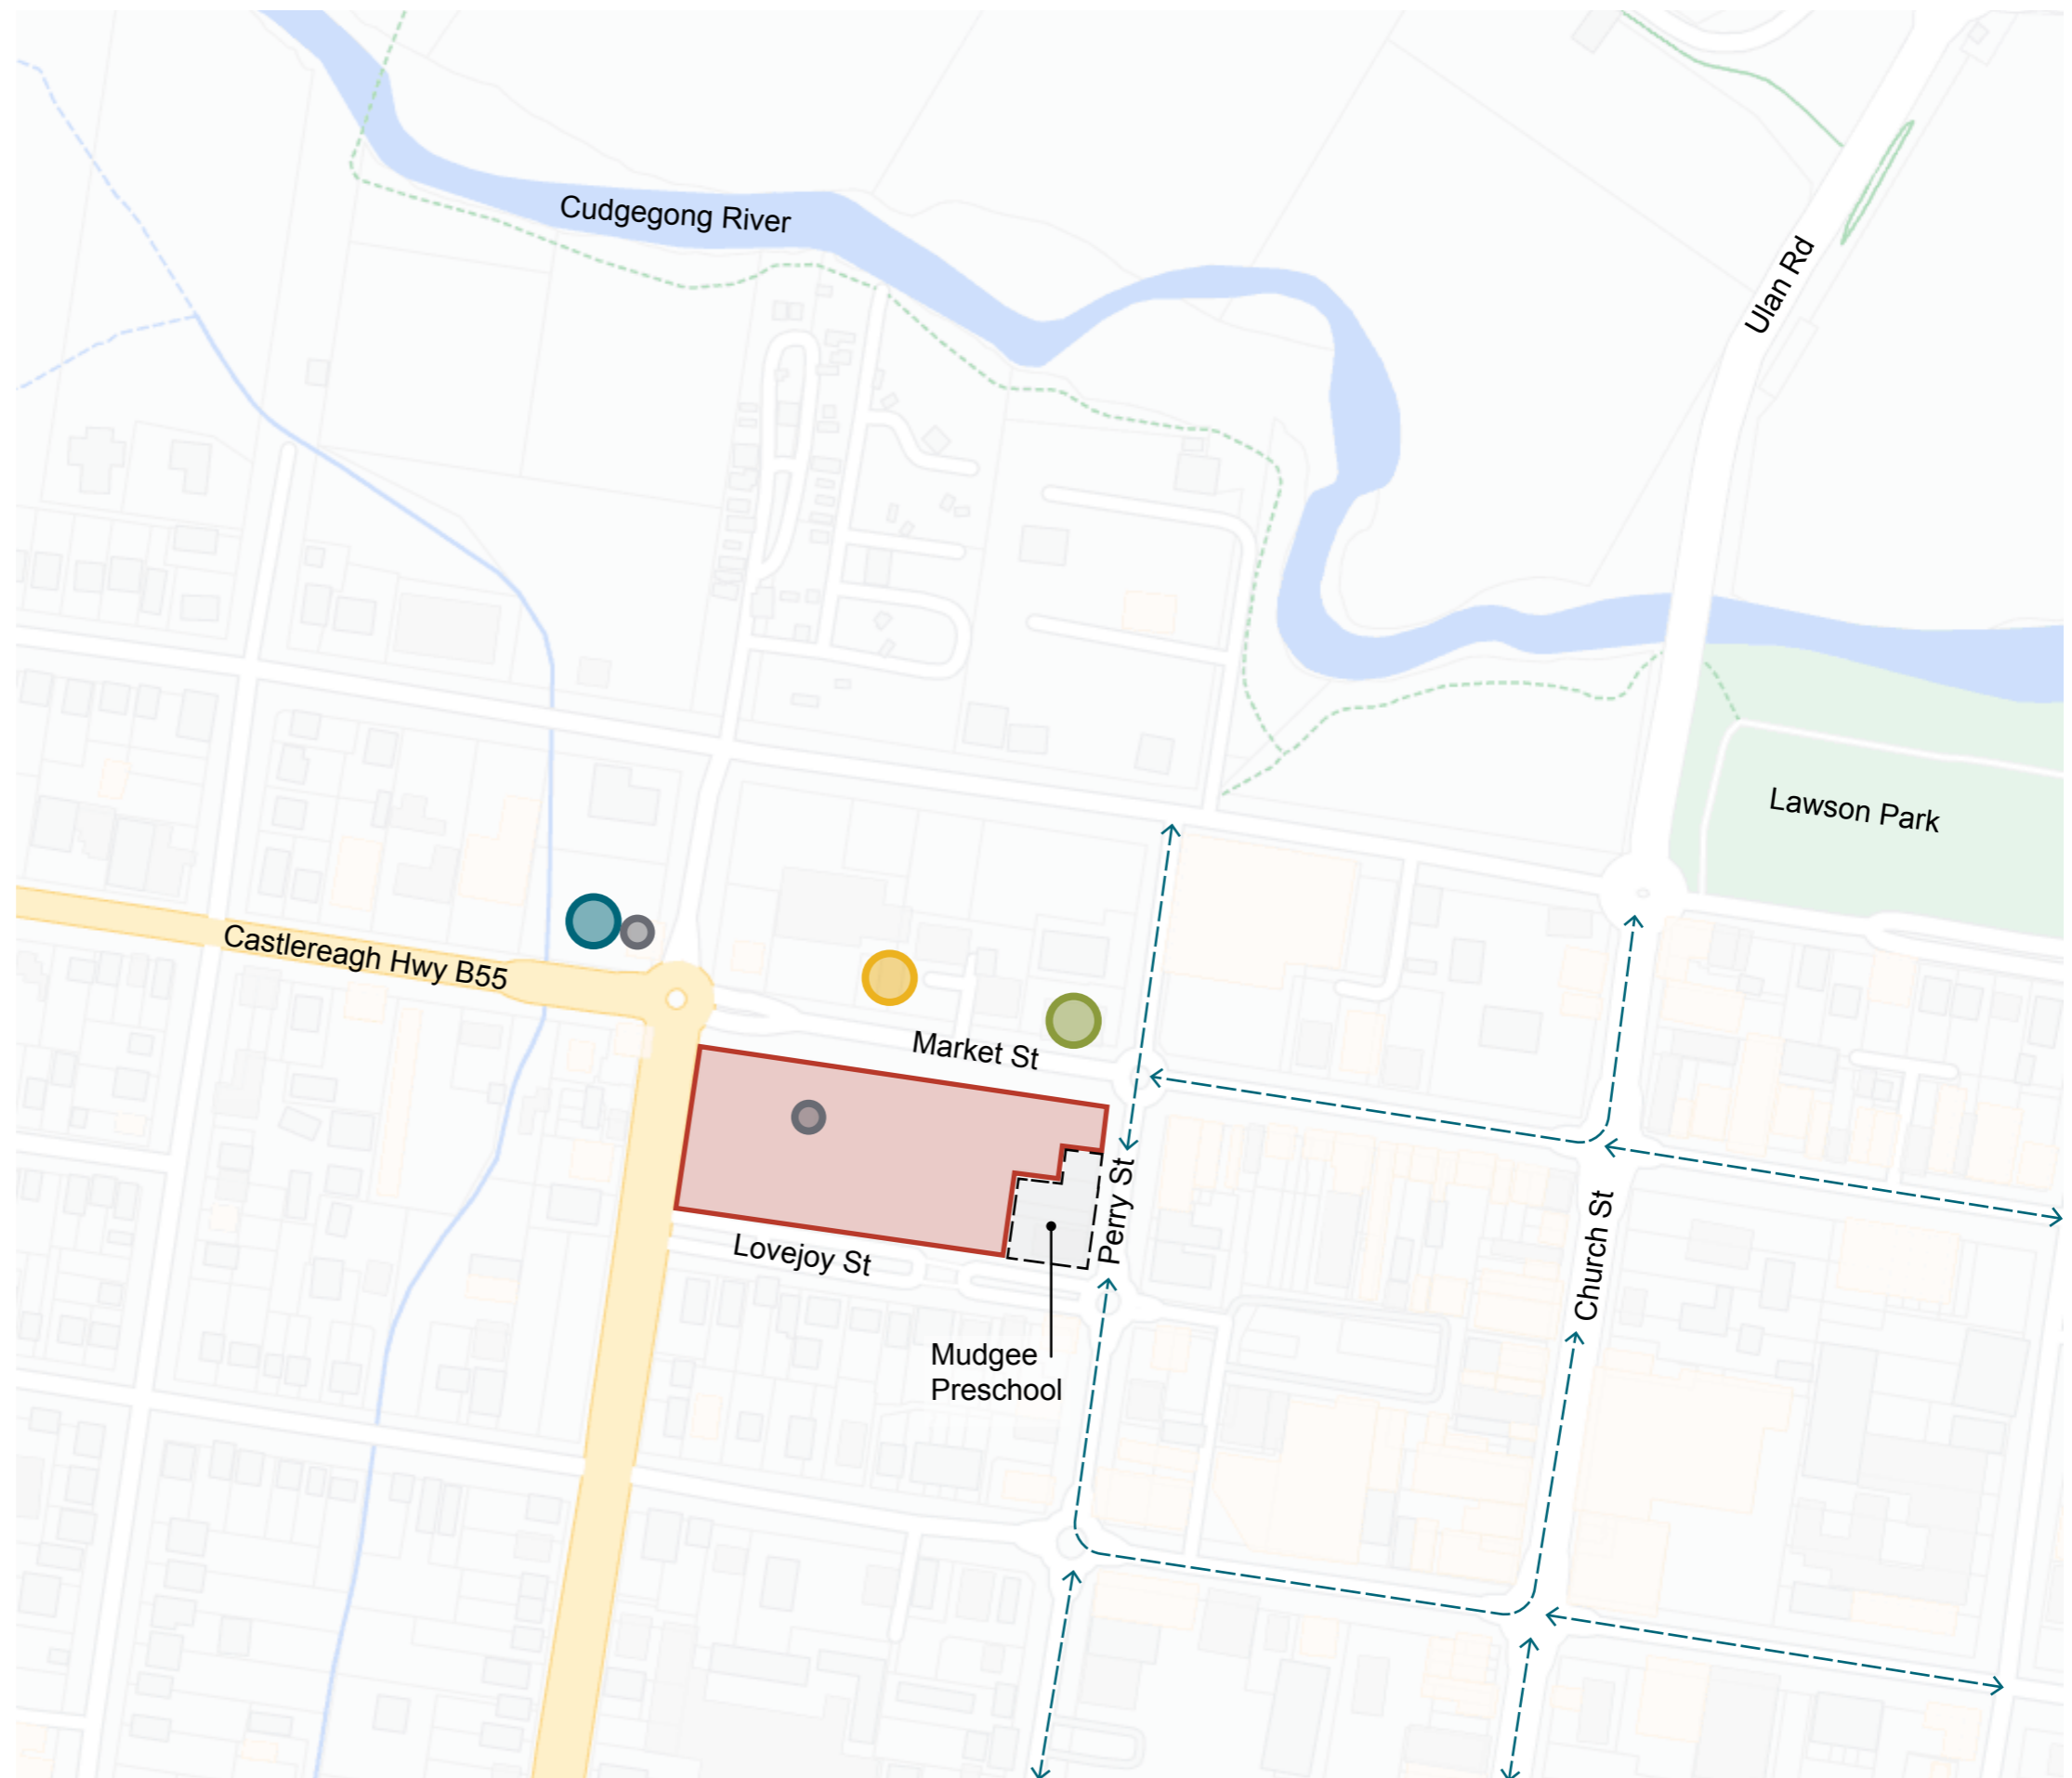 Cudgegong River
Ulan Rd
Lawson Park
Castlereagh Hwy B55
Market St
Perry St
Church St
Lovejoy St
Mudgee
Preschool